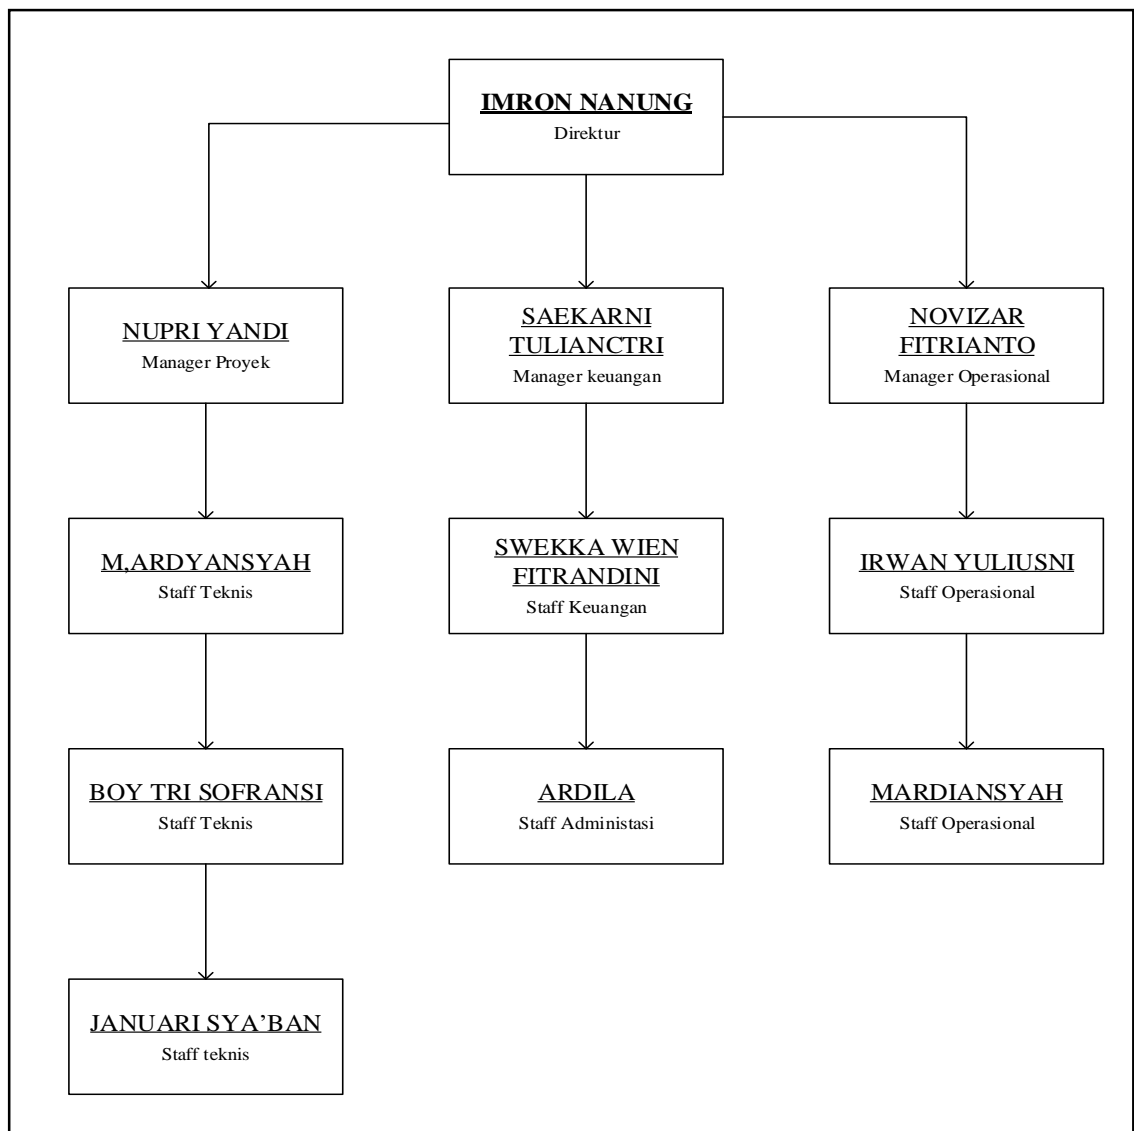 IMRON NANUNG
Direktur
NUPRI YANDI
Manager Proyek
SAEKARNI
TULIANCTRI
Manager keuangan
NOVIZAR
FITRIANTO
Manager Operasional
M,ARDYANSYAH
Staff Teknis
SWEKKA WIEN
FITRANDINI
Staff Keuangan
IRWAN YULIUSNI
Staff Operasional
BOY TRI SOFRANSI
Staff Teknis
ARDILA
Staff Administasi
MARDIANSYAH
Staff Operasional
JANUARI SYA’BAN
Staff teknis